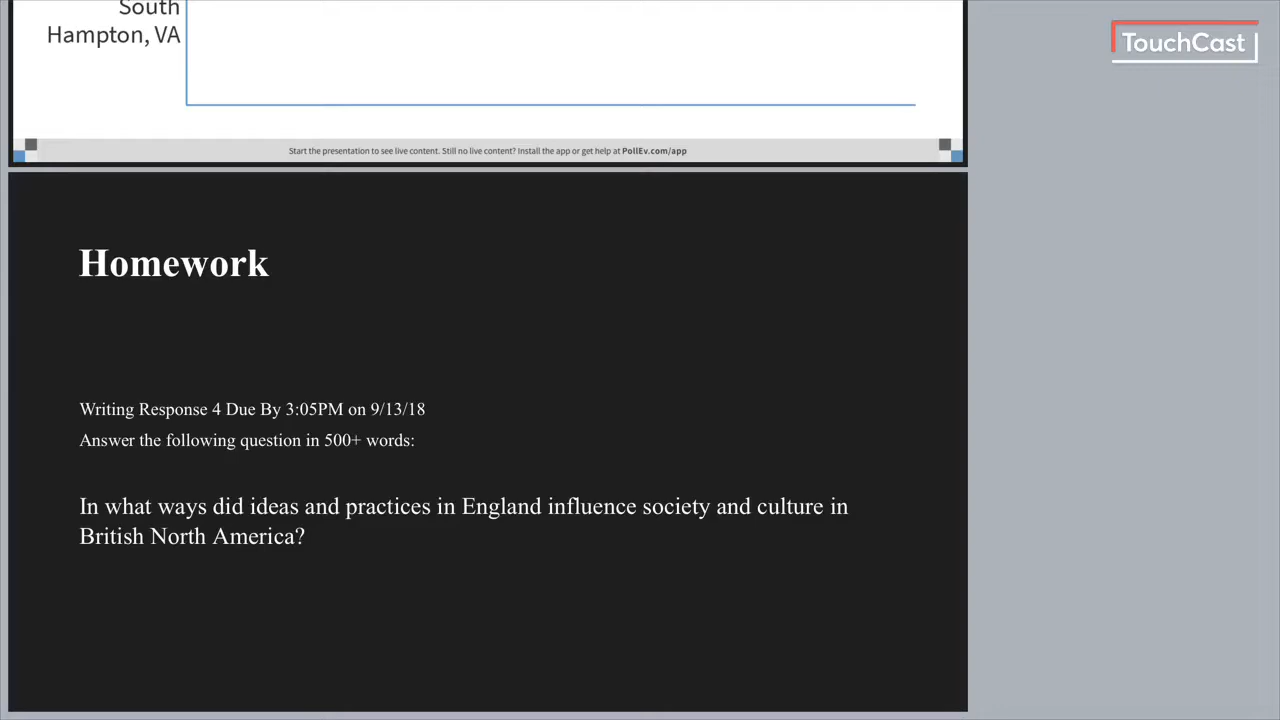 South
Hampton, VA
TouchCast
Start the presentation to see live content. Still no live content? Install the app or get help at PollEv.com/app
Homework
Writing Response 4 Due By 3:05PM on 9/13/18
Answer the following question in 500+ words:
In what ways did ideas and practices in England influence society and culture in
British North America?